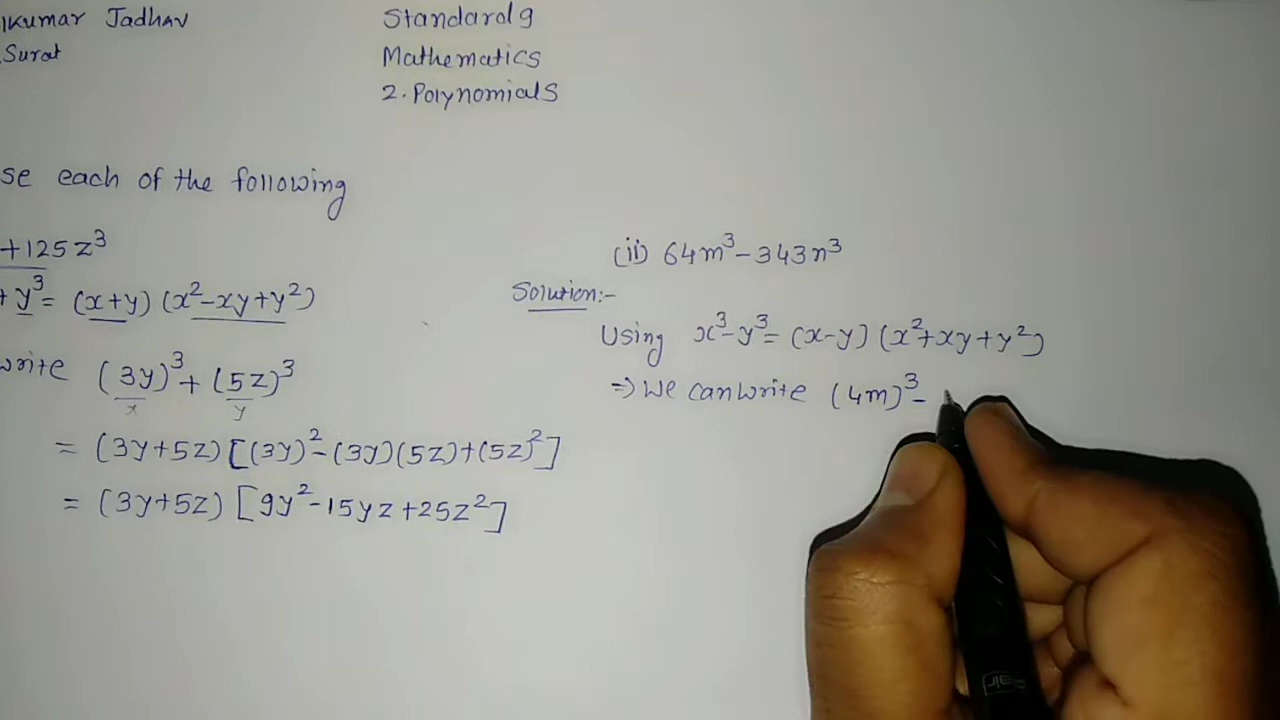 Kumar Jadhav
Surat
Standard 9
Mathematics
2. Polynomials
se each of the following
+125z³
+ y³ = (x+y) (x²-xy+y²)
write (3y)³ + (5z)³
x y
= (3y+5z) [(3y)² - (3y)(5z)+(5z)²]
= (3y+5z) [9y² - 15yz +25z²]
(ii) 64m³ - 343n³
Solution:-
Using x³ - y³ = (x-y) (x²+xy+y²)
⇒ We can write (4m)³ -